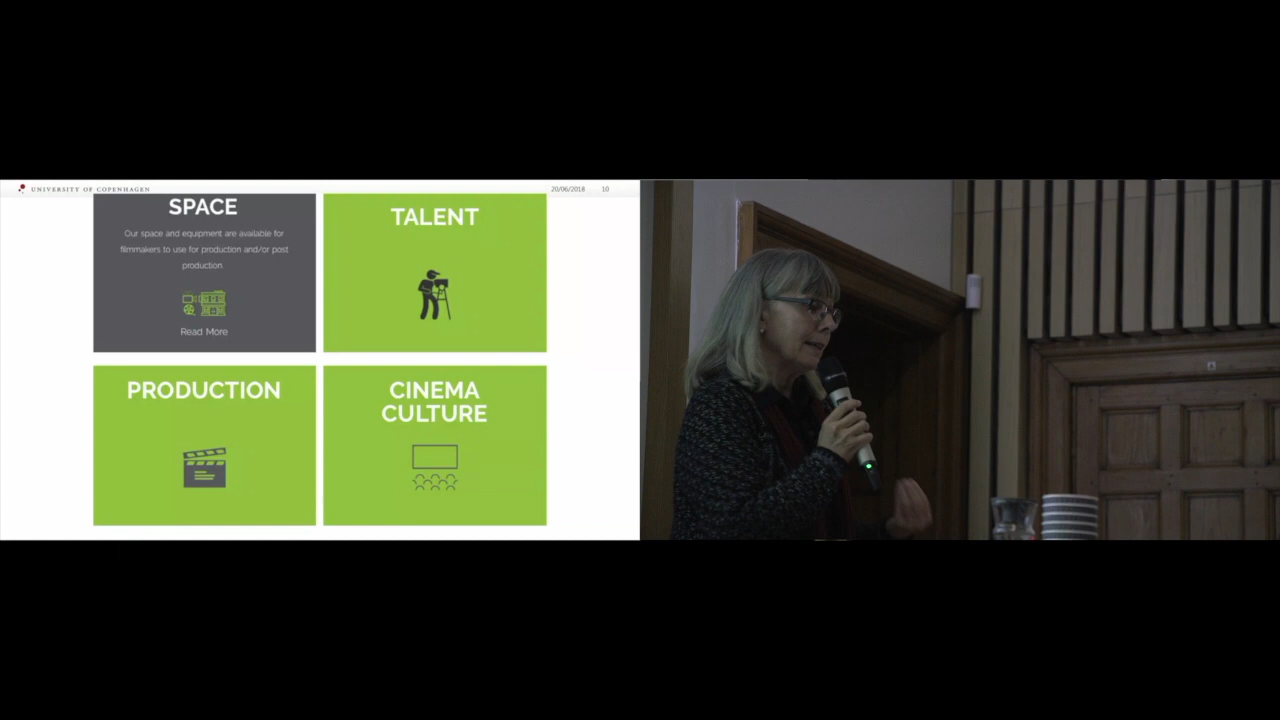 UNIVERSITY OF COPENHAGEN
20/06/2018 10
SPACE
Our space and equipment are available for
filmmakers to use for production and/or post
production
Read More
TALENT
PRODUCTION
CINEMA
CULTURE